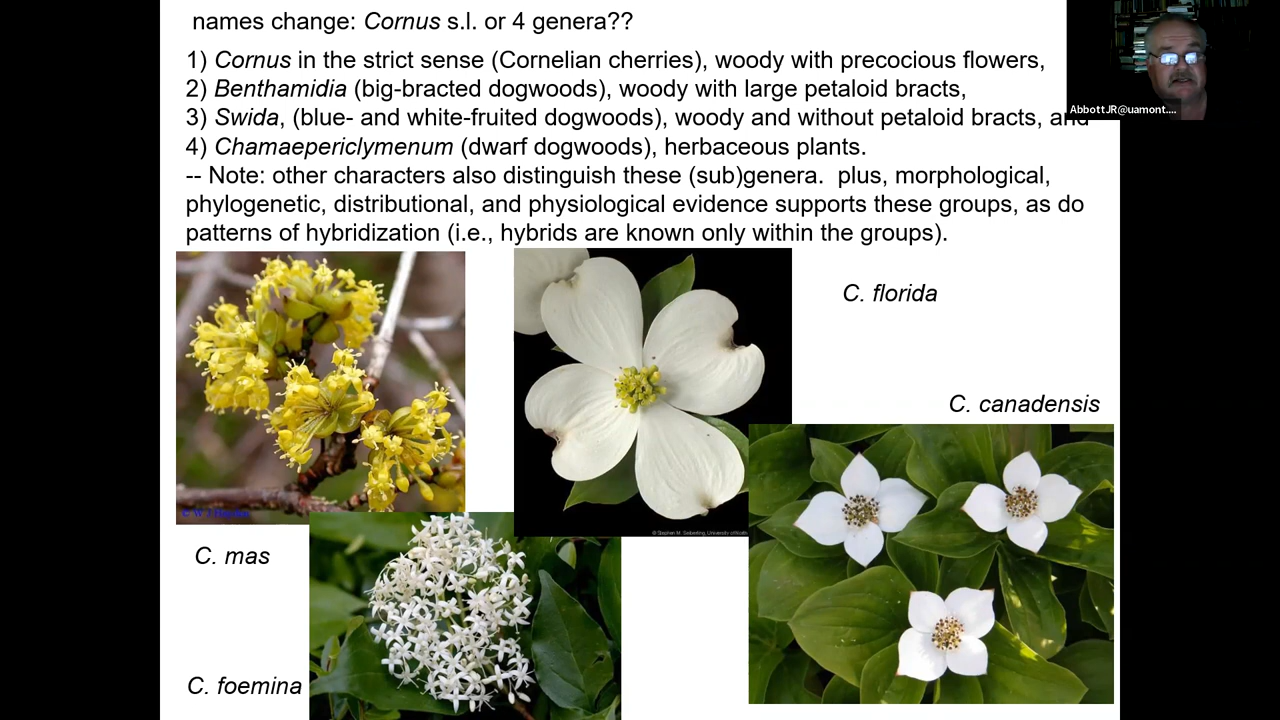 names change: Cornus s.l. or 4 genera??
1) Cornus in the strict sense (Cornelian cherries), woody with precocious flowers,
2) Benthamidia (big-bracted dogwoods), woody with large petaloid bracts,
3) Swida, (blue- and white-fruited dogwoods), woody and without petaloid bracts, and
4) Chamaepericlymenum (dwarf dogwoods), herbaceous plants.
-- Note: other characters also distinguish these (sub)genera. plus, morphological,
phylogenetic, distributional, and physiological evidence supports these groups, as do
patterns of hybridization (i.e., hybrids are known only within the groups).
AbbottJR@uamont....
C. florida
C. canadensis
C. mas
C. foemina